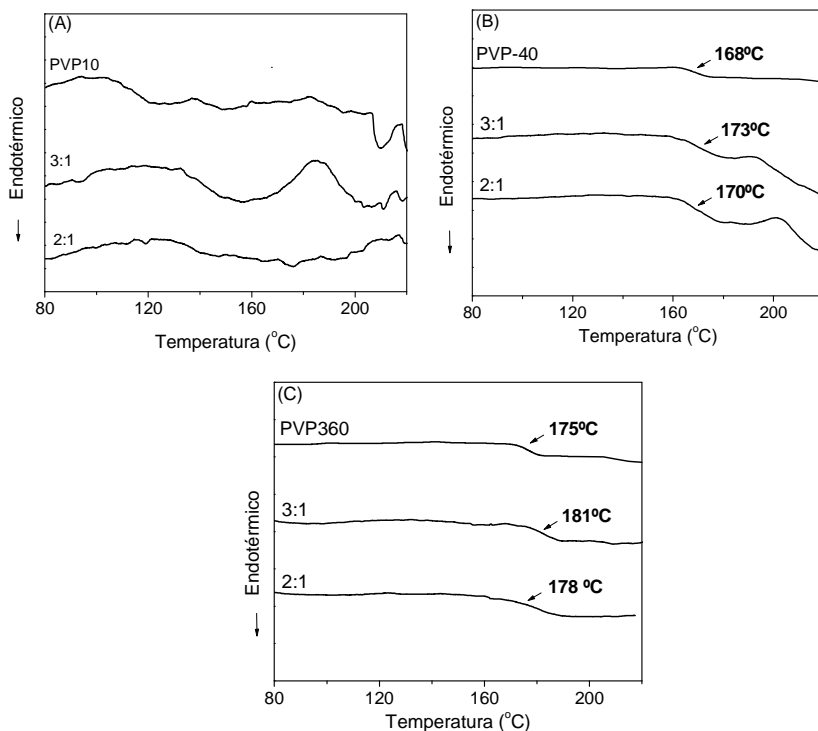 (A)
PVP10
3:1
2:1
Endotérmico
80 120 160 200
Temperatura (°C)
(B)
PVP-40
168ºC
3:1
173ºC
2:1
170ºC
Endotérmico
80 120 160 200
Temperatura (°C)
(C)
PVP360
175ºC
3:1
181ºC
2:1
178 ºC
Endotérmico
80 120 160 200
Temperatura (°C)